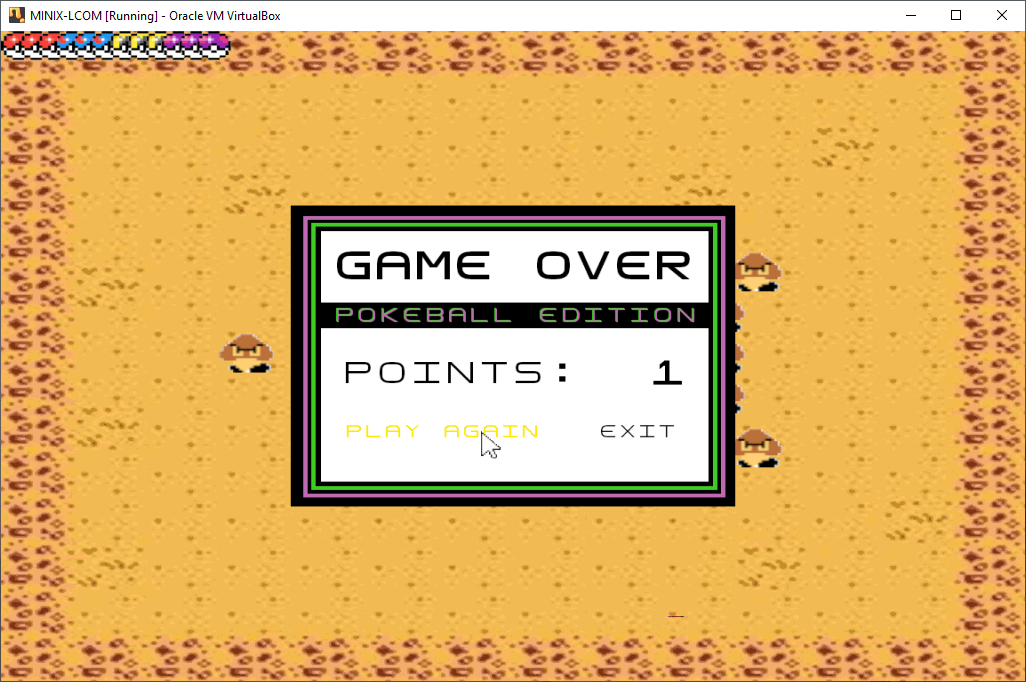 MINIX-LCOM [Running] - Oracle VM VirtualBox
GAME OVER
POKEBALL EDITION
POINTS: 1
PLAY AGAIN EXIT